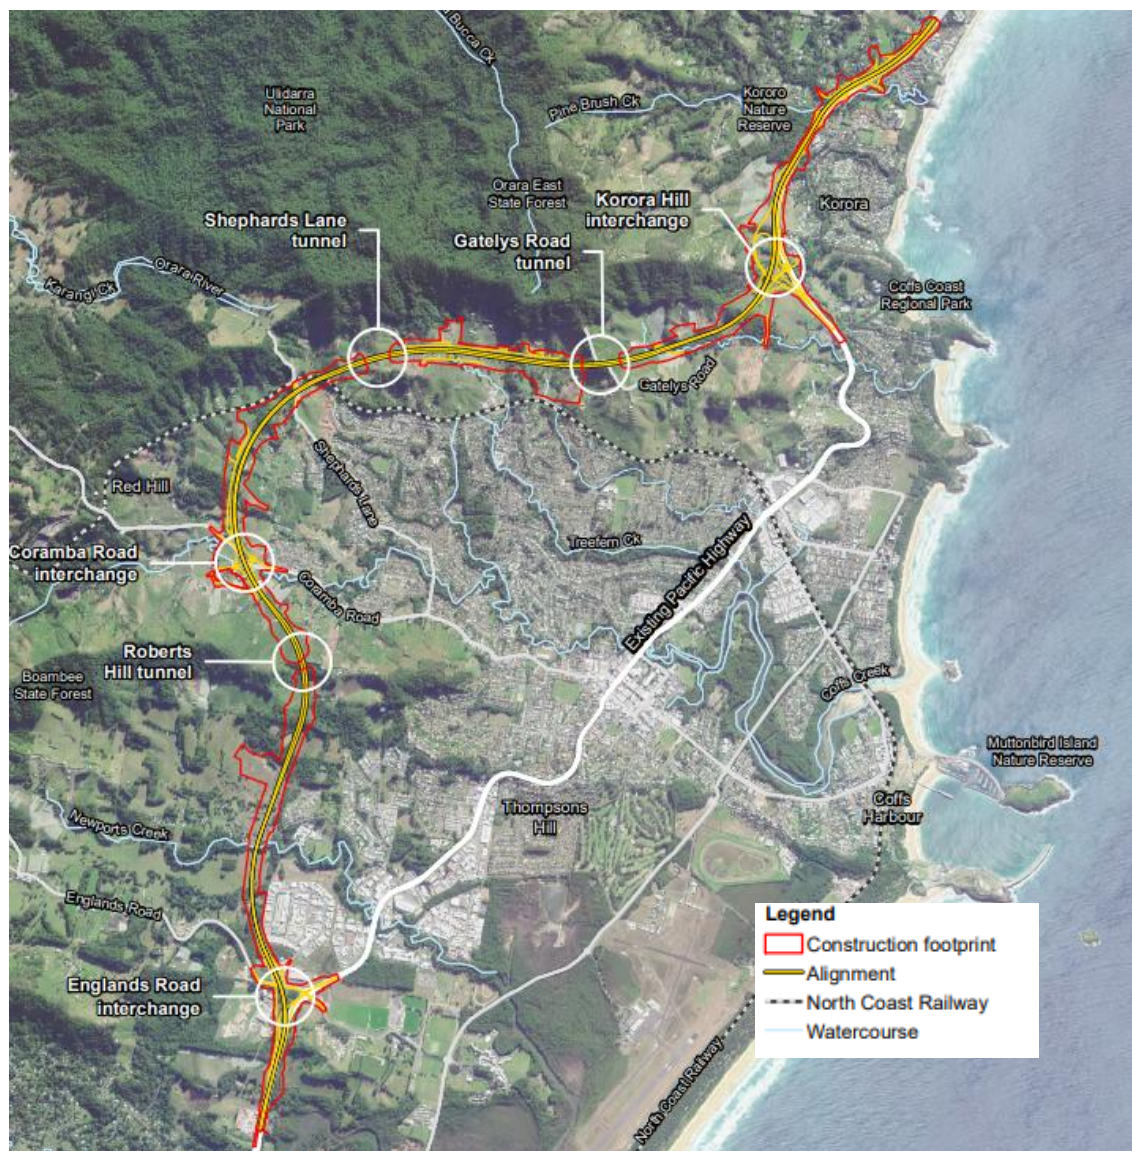 Bucca Ck
Ulidarra
National
Park
Pine Brush Ck
Kororo
Nature
Reserve
Orara East
State Forest
Korora Hill
interchange
Korora
Shephards Lane
tunnel
Gatelys Road
tunnel
Orara River
Karangi Ck
Coffs Coast
Regional Park
Gatelys Road
Shephards Lane
Red Hill
Treefern Ck
Existing Pacific Highway
Coramba Road
interchange
Coramba Road
Roberts
Hill tunnel
Boambee
State Forest
Coffs Creek
Muttonbird Island
Nature Reserve
Thompsons
Hill
Coffs
Harbour
Newports Creek
Englands Road
Englands Road
interchange
Legend
Construction footprint
Alignment
North Coast Railway
Watercourse
North Coast Railway